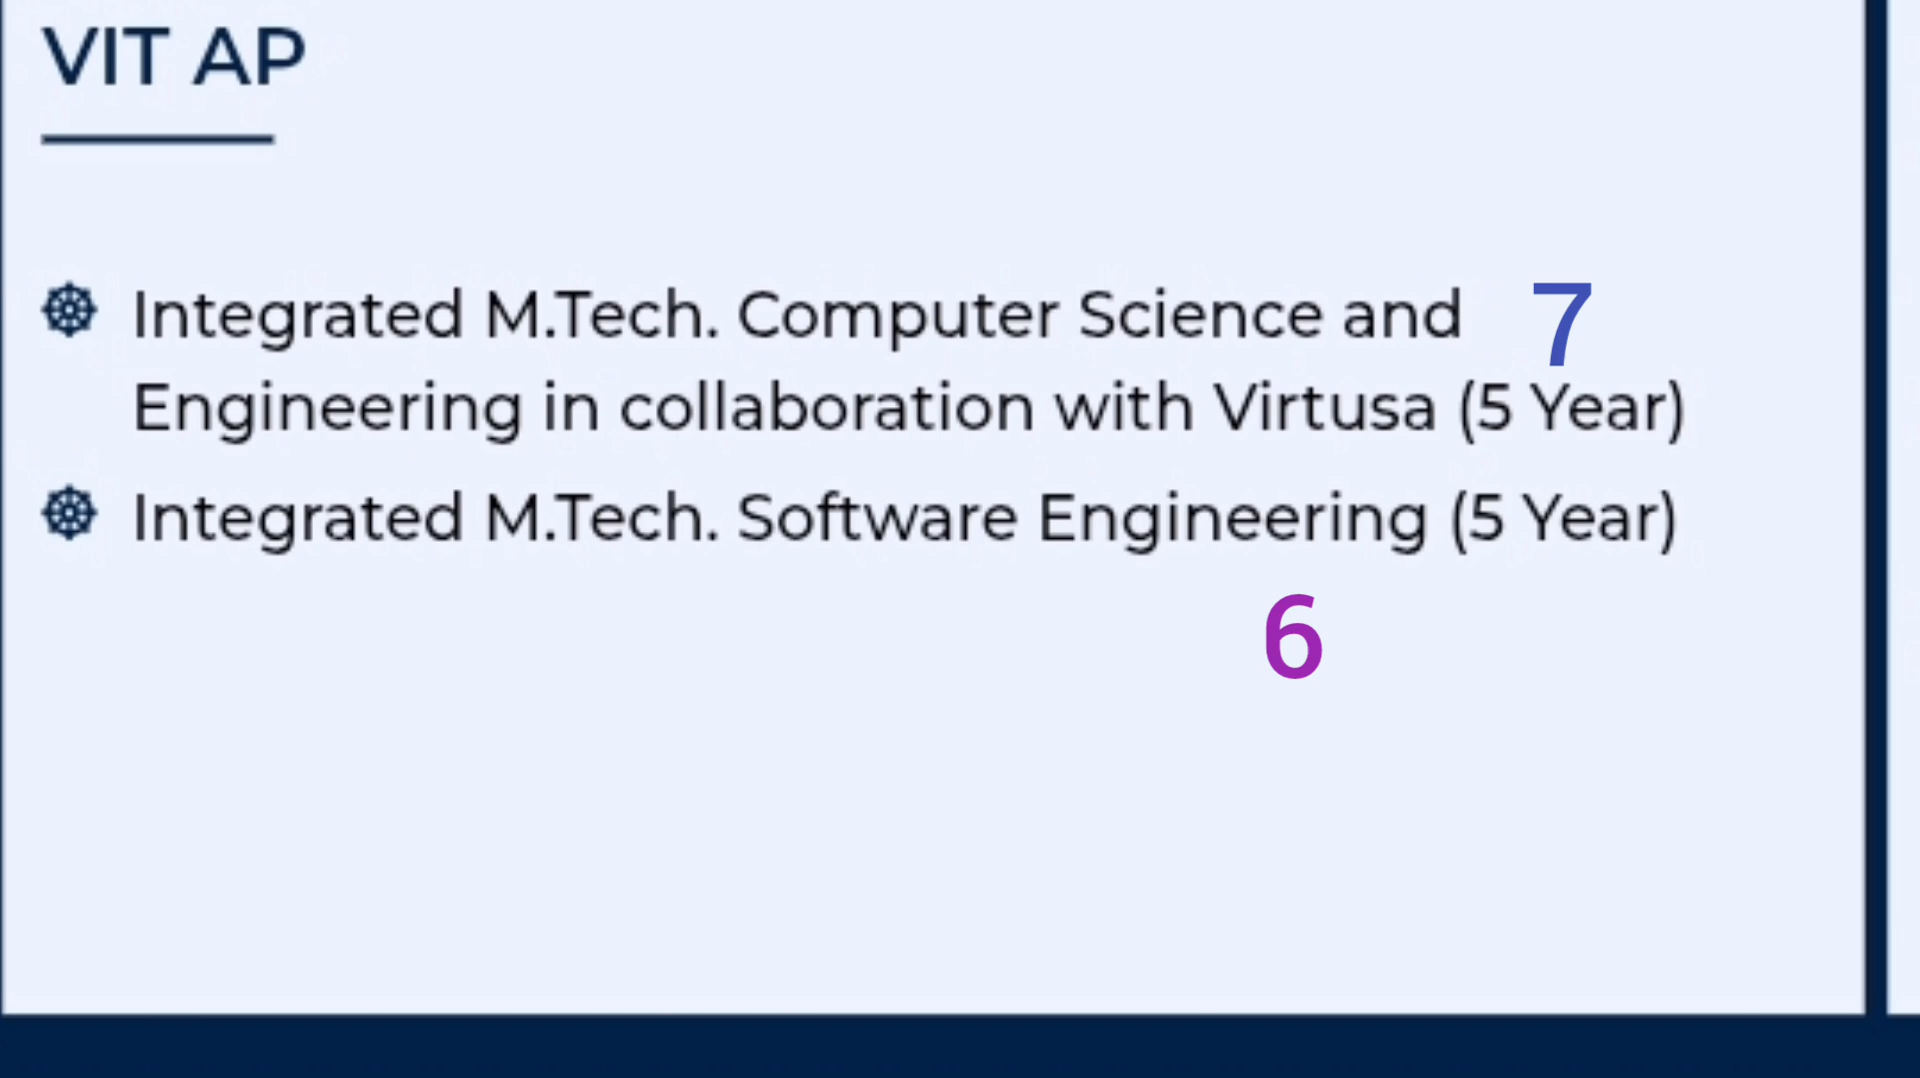 VIT AP
Integrated M.Tech. Computer Science and 7
Engineering in collaboration with Virtusa (5 Year)
Integrated M.Tech. Software Engineering (5 Year)
6